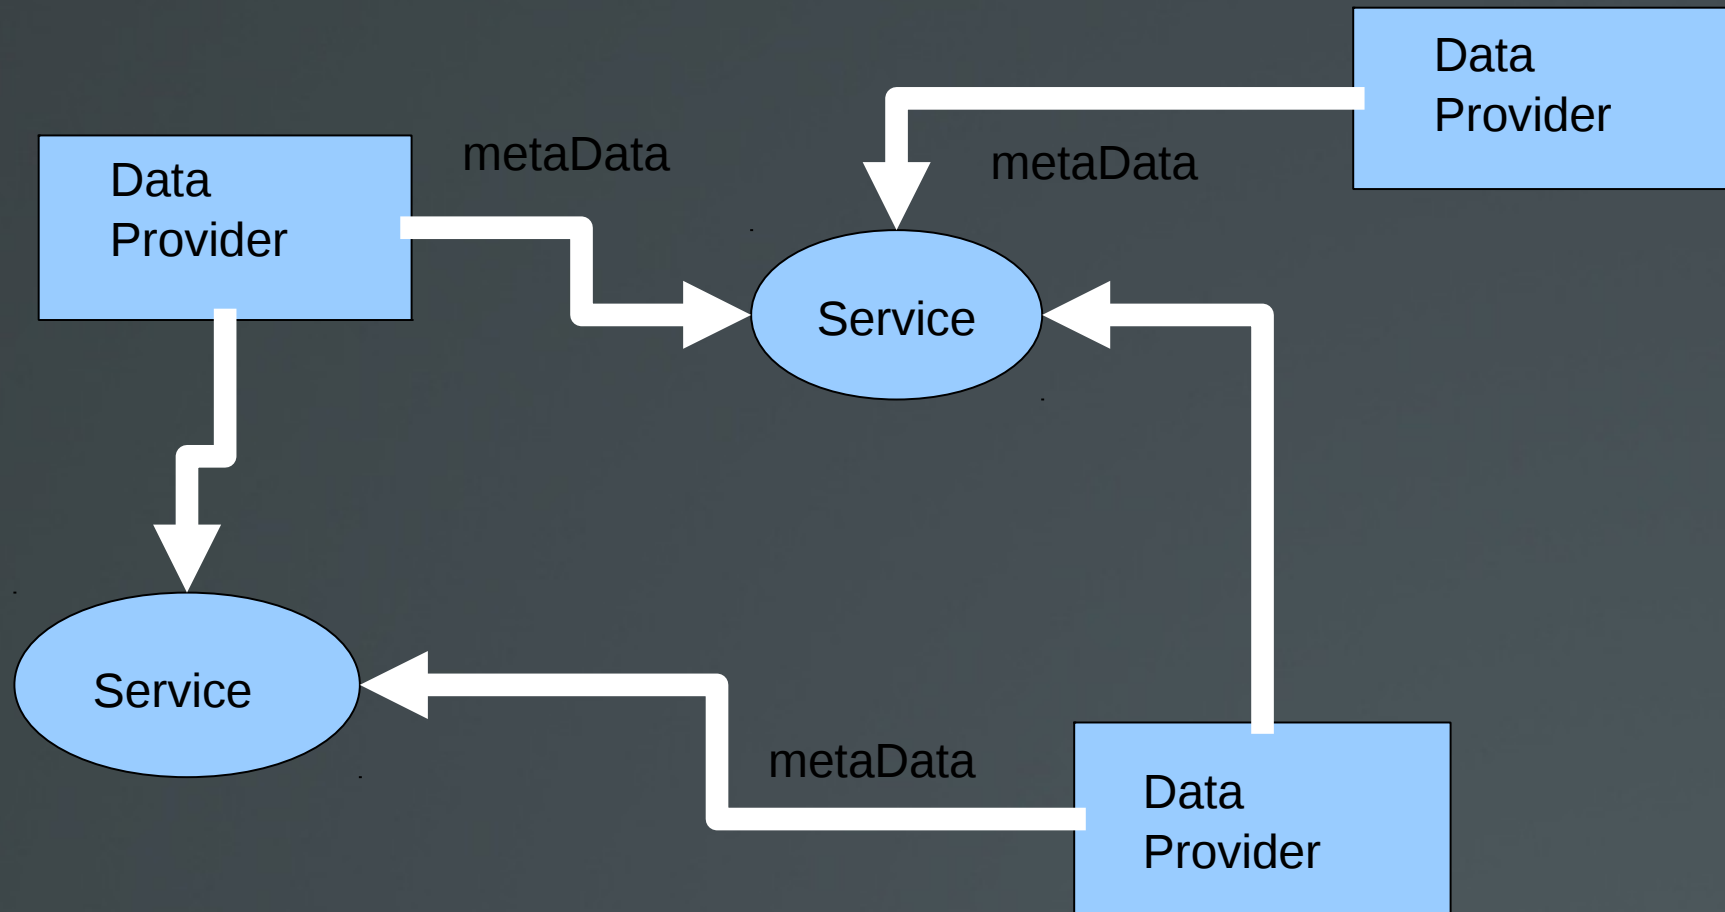 Data
Provider
metaData
metaData
Data
Provider
Service
Service
metaData
Data
Provider